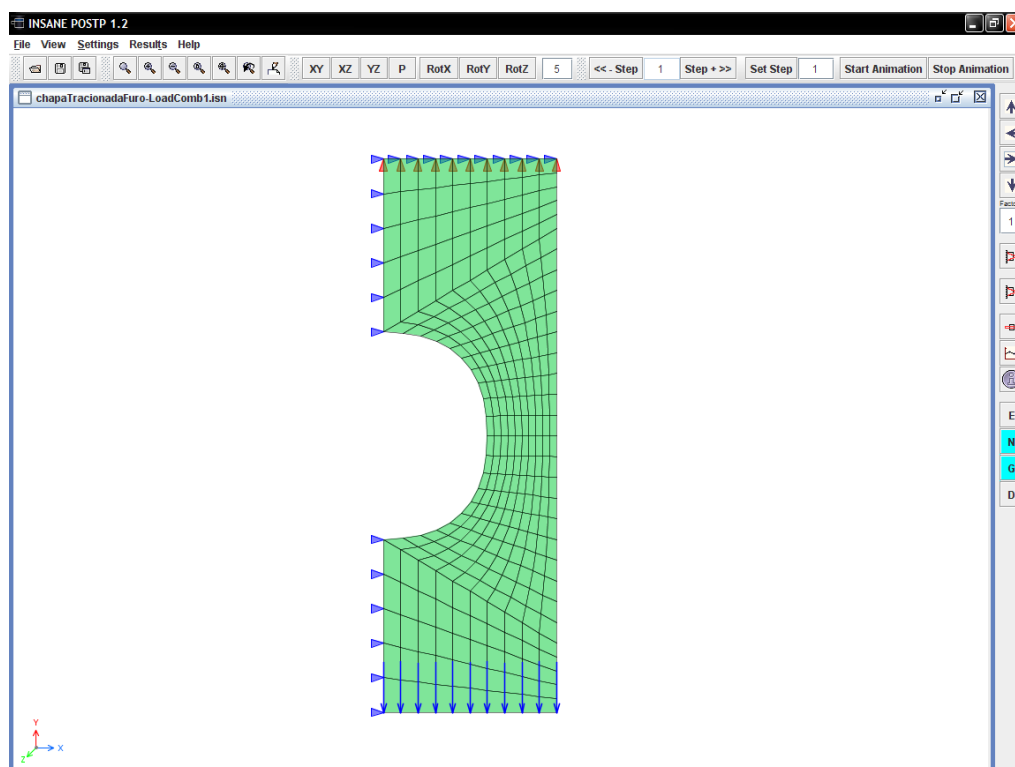 INSANE POSTP 1.2
File View Settings Results Help
XY XZ YZ P RotX RotY RotZ 5 << - Step 1 Step + >> Set Step 1 Start Animation Stop Animation
chapaTracionadaFuro-LoadComb1.isn
1
E
N
G
D
Y
X
Z